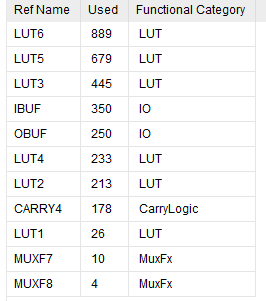 Ref Name Used Functional Category
LUT6 889 LUT
LUT5 679 LUT
LUT3 445 LUT
IBUF 350 IO
OBUF 250 IO
LUT4 233 LUT
LUT2 213 LUT
CARRY4 178 CarryLogic
LUT1 26 LUT
MUXF7 10 MuxFx
MUXF8 4 MuxFx